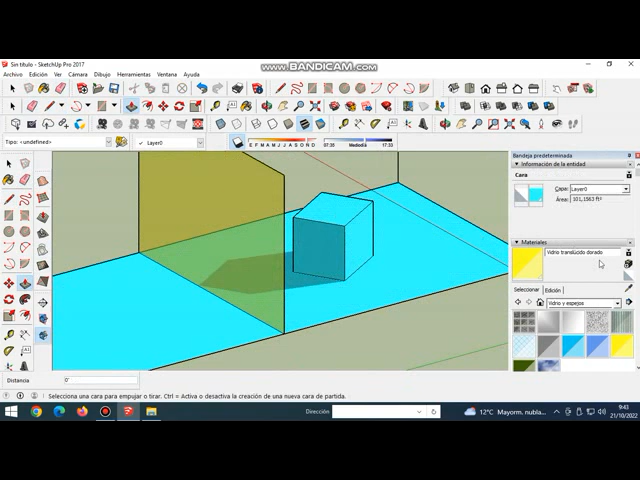 Sin título - SketchUp Pro 2017
www.BANDICAM.com
Archivo Edición Ver Cámara Dibujo Herramientas Ventana Ayuda
Tipo: <undefined>
Layer0
E F M A M J J A S O N D
07:38 Mediodía 17:33
Bandeja predeterminada
Información de la entidad
Cara
Capa: Layer0
Área: 101,1563 ft²
Materiales
Vidrio translúcido dorado
Seleccionar Edición
Vidrio y espejos
Distancia 0'
Selecciona una cara para empujar o tirar. Ctrl = Activa o desactiva la creación de una nueva cara de partida.
Dirección
12°C Mayorm. nubla...
9:43
21/10/2022